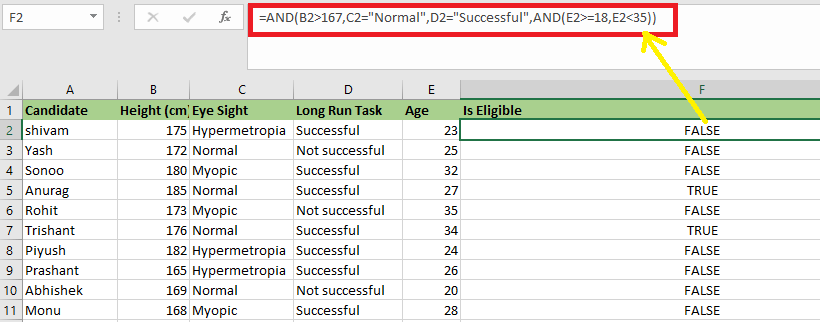 F2 fx =AND(B2>167,C2="Normal",D2="Successful",AND(E2>=18,E2<35))
A B C D E F
1 Candidate Height (cm) Eye Sight Long Run Task Age Is Eligible
2 shivam 175 Hypermetropia Successful 23 FALSE
3 Yash 172 Normal Not successful 25 FALSE
4 Sonoo 180 Myopic Successful 32 FALSE
5 Anurag 185 Normal Successful 27 TRUE
6 Rohit 173 Myopic Not successful 35 FALSE
7 Trishant 176 Normal Successful 34 TRUE
8 Piyush 182 Hypermetropia Successful 24 FALSE
9 Prashant 165 Hypermetropia Successful 26 FALSE
10 Abhishek 169 Normal Not successful 20 FALSE
11 Monu 168 Myopic Successful 28 FALSE